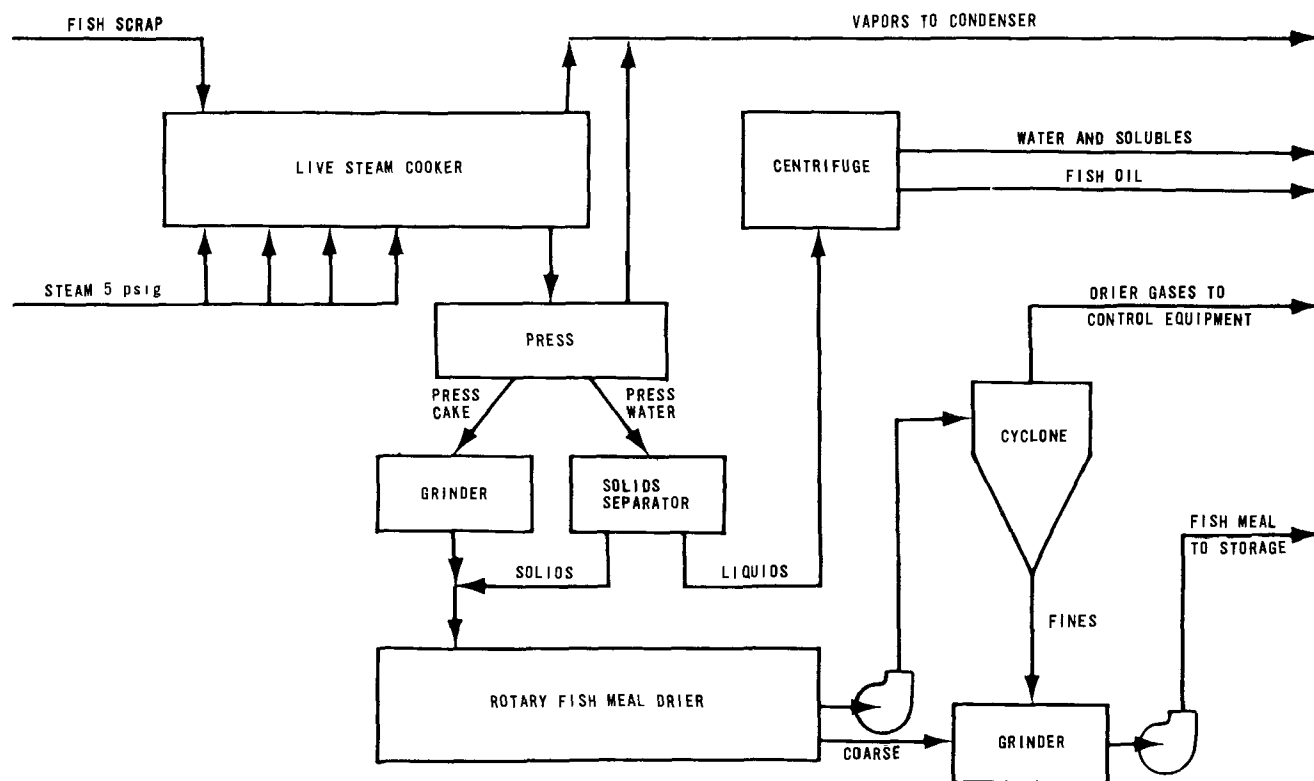 FISH SCRAP
VAPORS TO CONDENSER
LIVE STEAM COOKER
CENTRIFUGE
WATER AND SOLUBLES
FISH OIL
STEAM 5 psig
DRIER GASES TO
CONTROL EQUIPMENT
PRESS
PRESS
CAKE
PRESS
WATER
CYCLONE
GRINDER
SOLIDS
SEPARATOR
FISH MEAL
TO STORAGE
SOLIDS
LIQUIOS
FINES
ROTARY FISH MEAL DRIER
COARSE
GRINDER